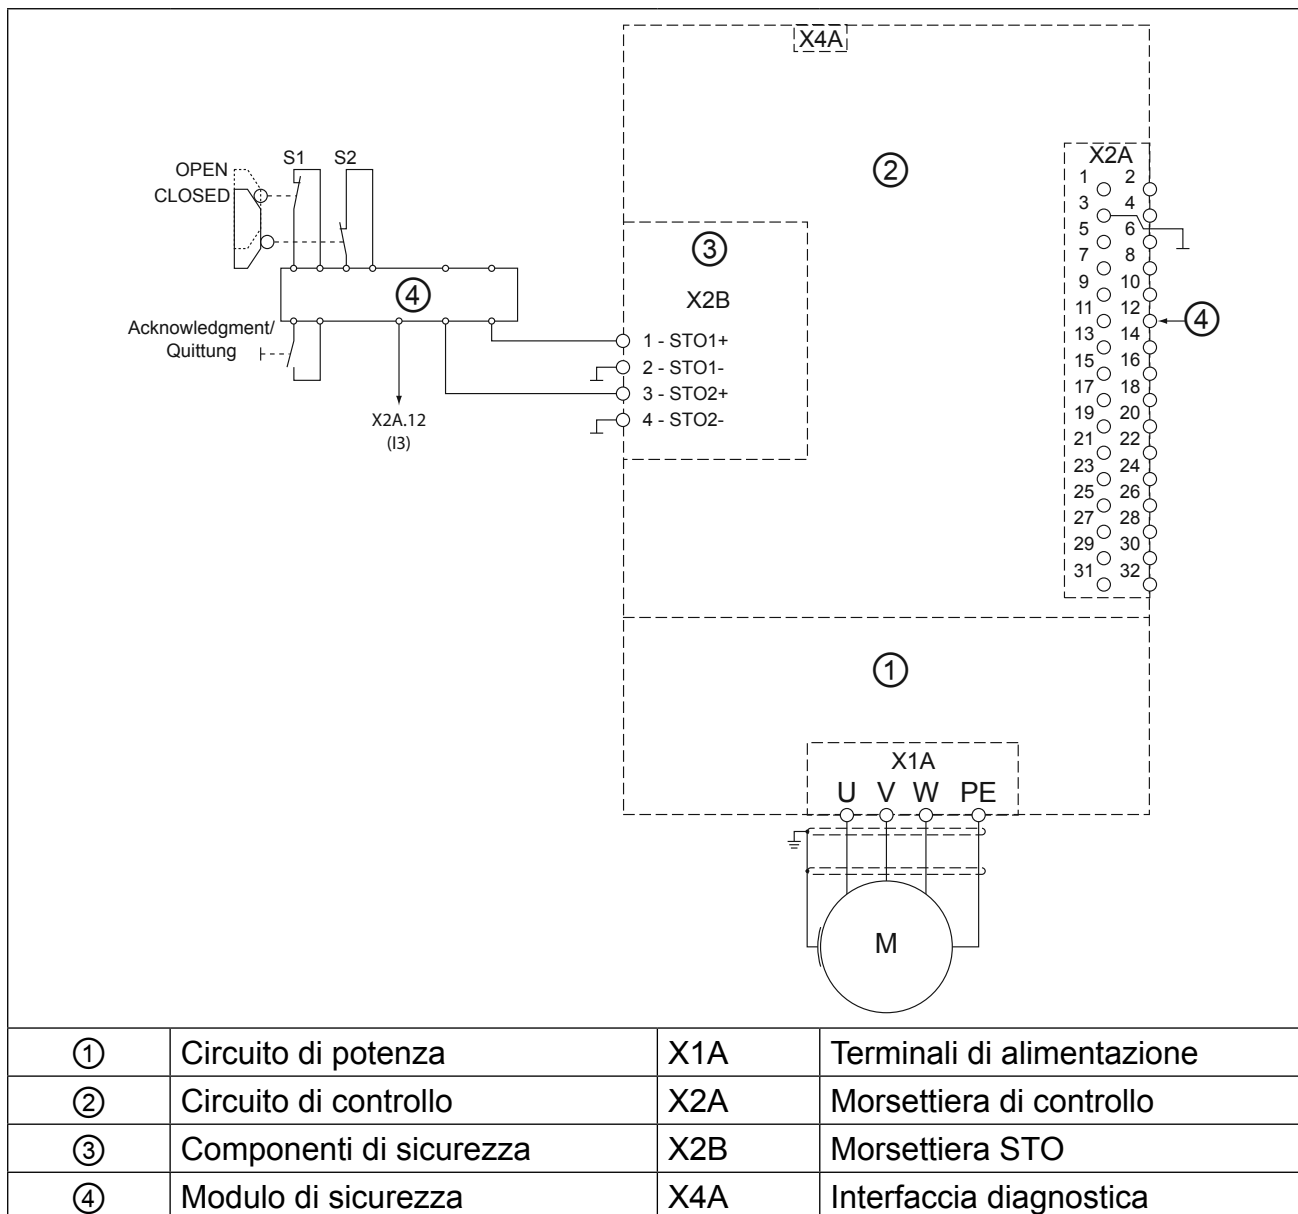 X4A
OPEN
CLOSED
S1 S2
②
X2A
1 2
3 4
5 6
7 8
9 10
11 12
13 14
15 16
17 18
19 20
21 22
23 24
25 26
27 28
29 30
31 32
④
③
X2B
1 - STO1+
2 - STO1-
3 - STO2+
4 - STO2-
④
Acknowledgment/
Quittung
X2A.12
(I3)
①
X1A
U V W PE
M
① Circuito di potenza X1A Terminali di alimentazione
② Circuito di controllo X2A Morsettiera di controllo
③ Componenti di sicurezza X2B Morsettiera STO
④ Modulo di sicurezza X4A Interfaccia diagnostica